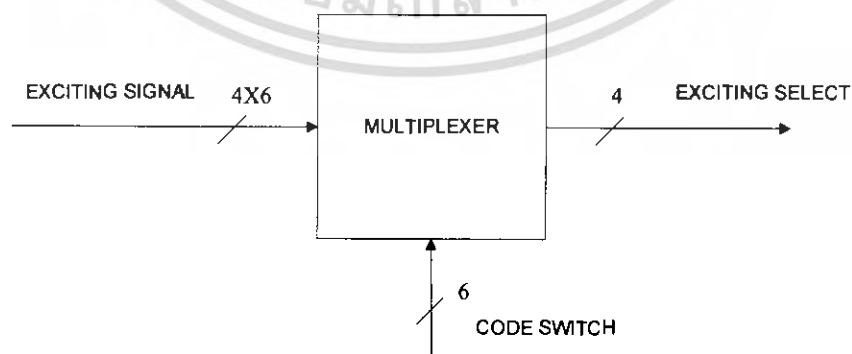 EXCITING SIGNAL 4X6
MULTIPLEXER
4 EXCITING SELECT
6
CODE SWITCH